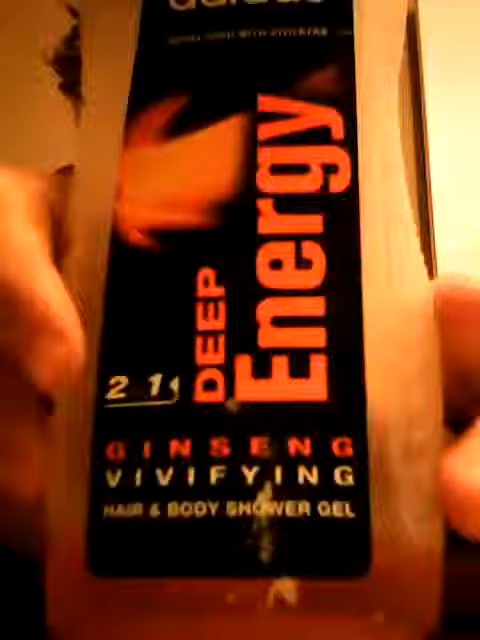 DEEP
Energy
2 1
GINSENG
VIVIFYING
HAIR & BODY SHOWER GEL